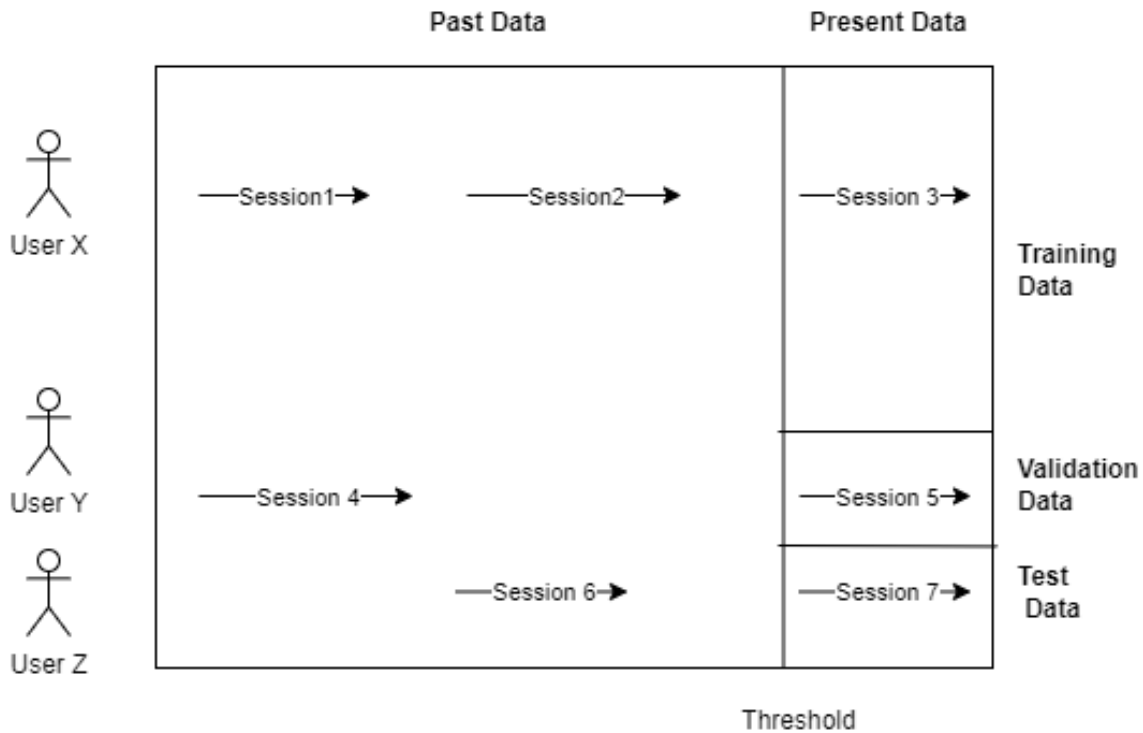 Past Data
Present Data
Session1
Session2
Session 3
User X
Training
Data
Session 4
Session 5
User Y
Validation
Data
Session 6
Session 7
User Z
Test
Data
Threshold